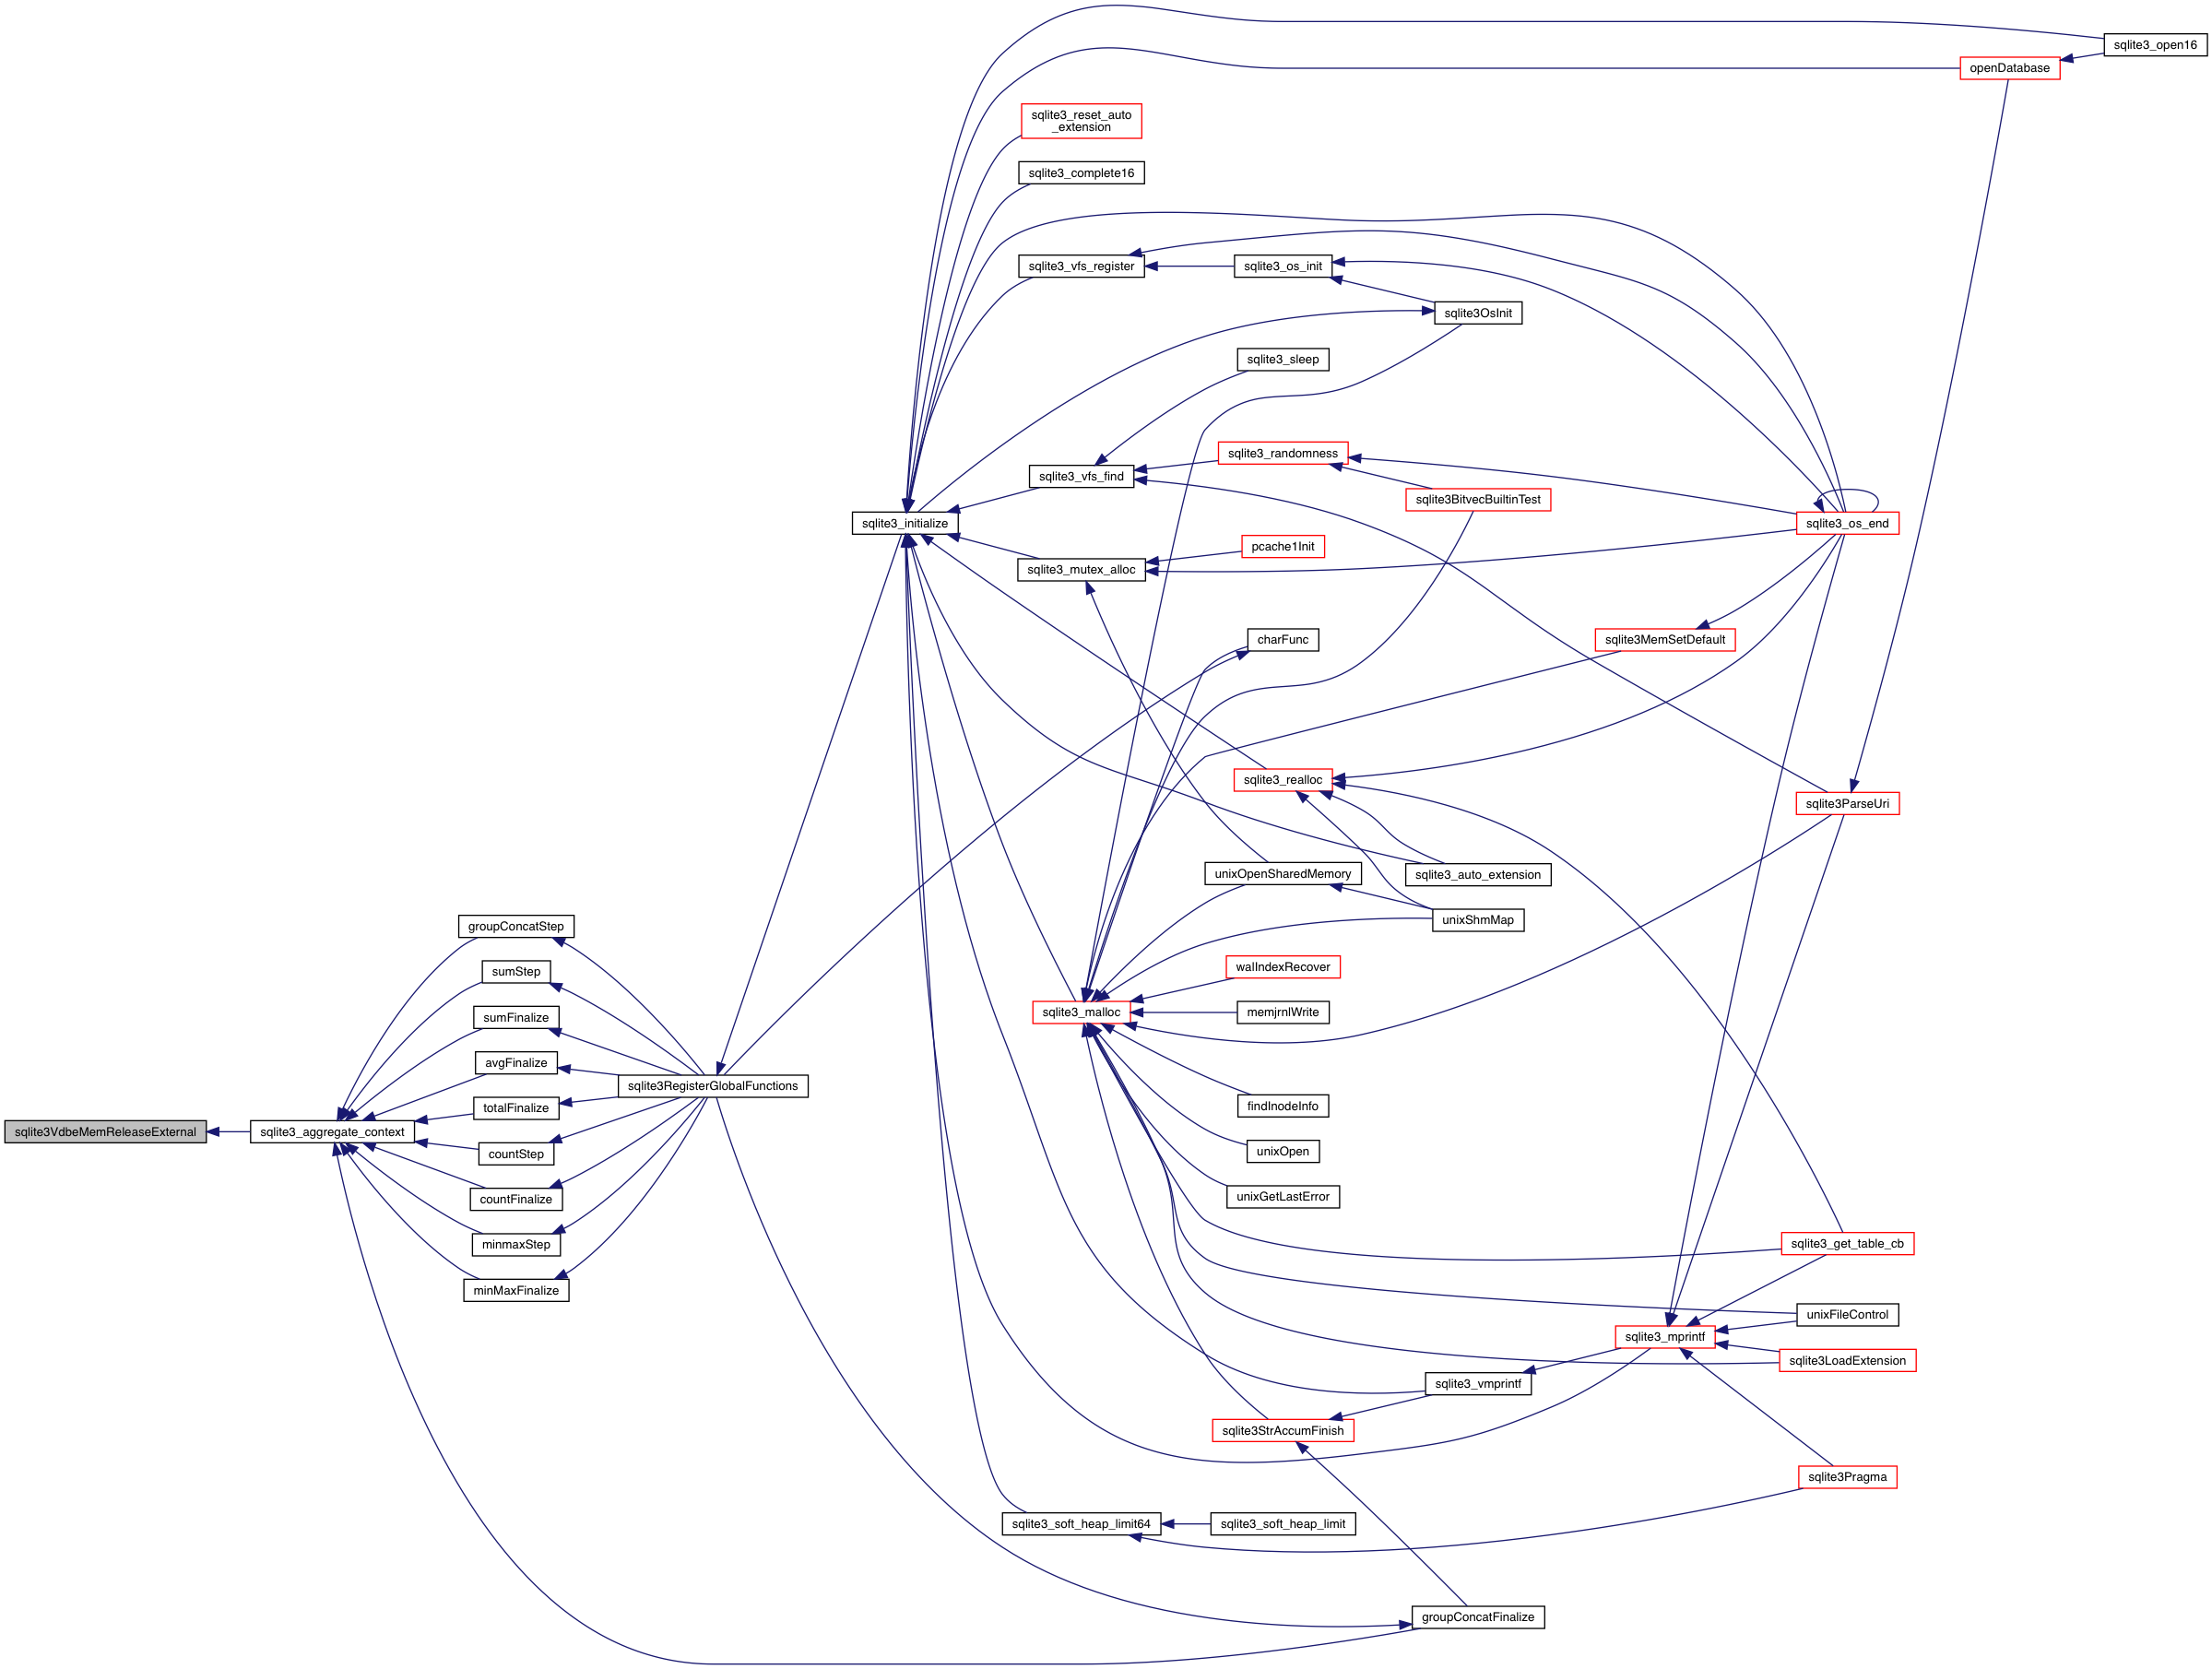 sqlite3_open16
openDatabase
sqlite3_reset_auto
_extension
sqlite3_complete16
sqlite3_vfs_register
sqlite3_os_init
sqlite3OsInit
sqlite3_sleep
sqlite3_randomness
sqlite3_vfs_find
sqlite3BitvecBuiltinTest
sqlite3_initialize
sqlite3_os_end
pcache1Init
sqlite3_mutex_alloc
charFunc
sqlite3MemSetDefault
sqlite3_realloc
sqlite3ParseUri
unixOpenSharedMemory
sqlite3_auto_extension
unixShmMap
groupConcatStep
walIndexRecover
sumStep
sqlite3_malloc
memjrnlWrite
sumFinalize
avgFinalize
sqlite3RegisterGlobalFunctions
findInodeInfo
totalFinalize
sqlite3VdbeMemReleaseExternal
sqlite3_aggregate_context
countStep
unixOpen
countFinalize
unixGetLastError
minmaxStep
sqlite3_get_table_cb
minMaxFinalize
unixFileControl
sqlite3_mprintf
sqlite3LoadExtension
sqlite3_vmprintf
sqlite3StrAccumFinish
sqlite3Pragma
sqlite3_soft_heap_limit64
sqlite3_soft_heap_limit
groupConcatFinalize